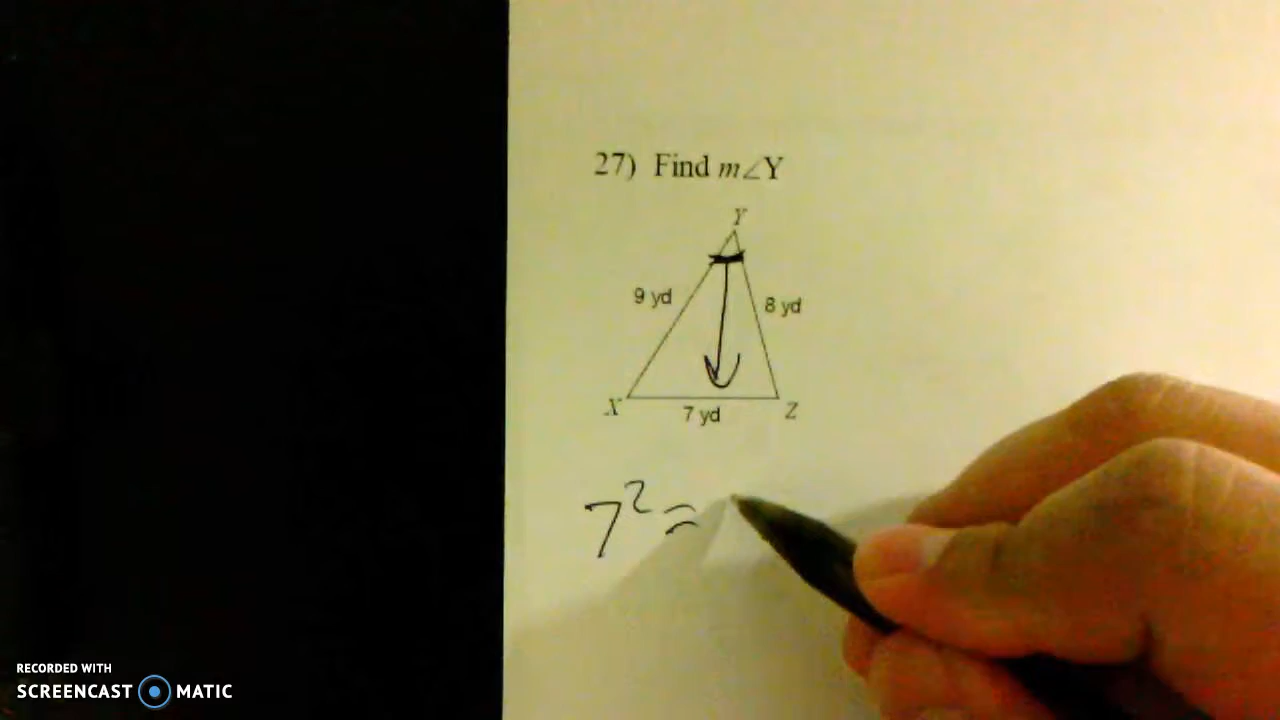 27) Find m∠Y
Y
9 yd
8 yd
X
7 yd
Z
7² =
RECORDED WITH
SCREENCAST MATIC